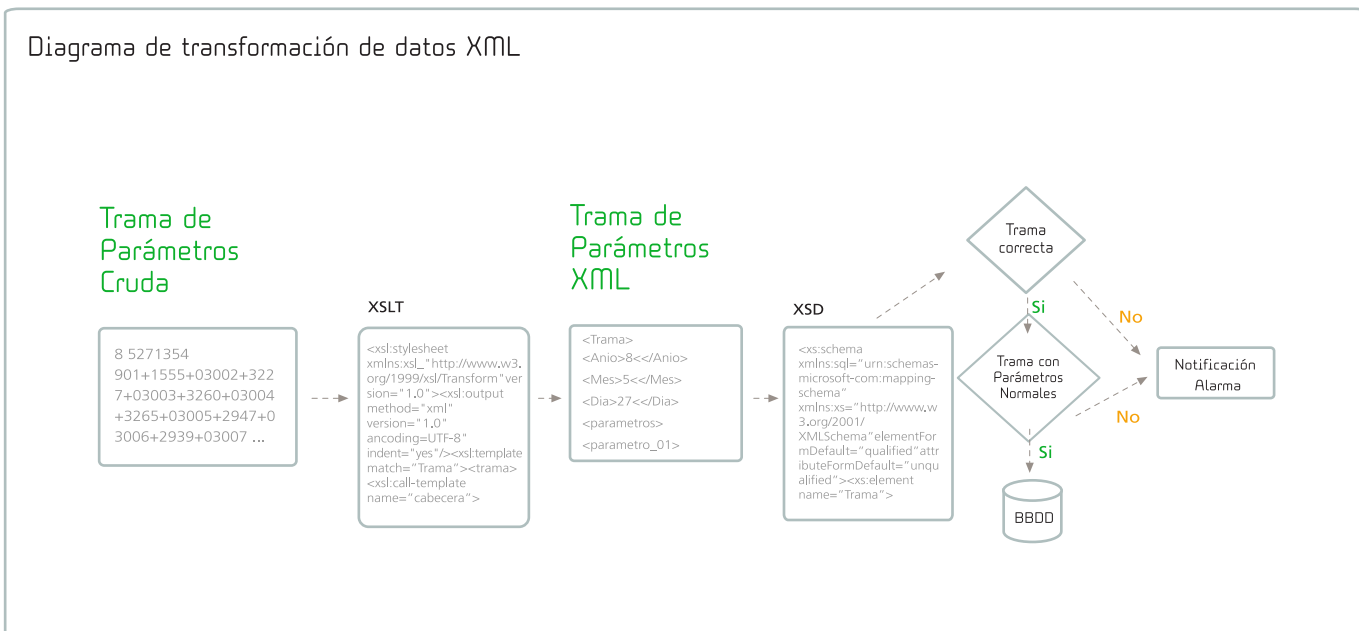 Diagrama de transformación de datos XML
Trama de
Parámetros
Cruda
8 5271354
901+1555+03002+322
7+03003+3260+03004
+3265+03005+2947+0
3006+2939+03007 ...
XSLT
<xsl:stylesheet
xmlns:xsl_"http://www.w3.
org/1999/xsl/Transform"ver
sion="1.0"><xsl:output
method="xml"
version="1.0"
ancoding=UTF-8"
indent="yes"/><xsl:template
match="Trama"><trama>
<xsl:call-template
name="cabecera">
Trama de
Parámetros
XML
<Trama>
<Anio>8<</Anio>
<Mes>5<</Mes>
<Dia>27<</Dia>
<parametros>
<parametro_01>
XSD
<xs:schema
xmlns:sql="urn:schemas-
microsoft-com:mapping-
schema"
xmlns:xs="http://www.w
3.org/2001/
XMLSchema"elementFor
mDefault="qualified"attr
ibuteFormDefault="unqu
alified"><xs:element
name="Trama">
Trama
correcta
Si
No
Trama con
Parámetros
Normales
No
Si
Notificación
Alarma
BBDD